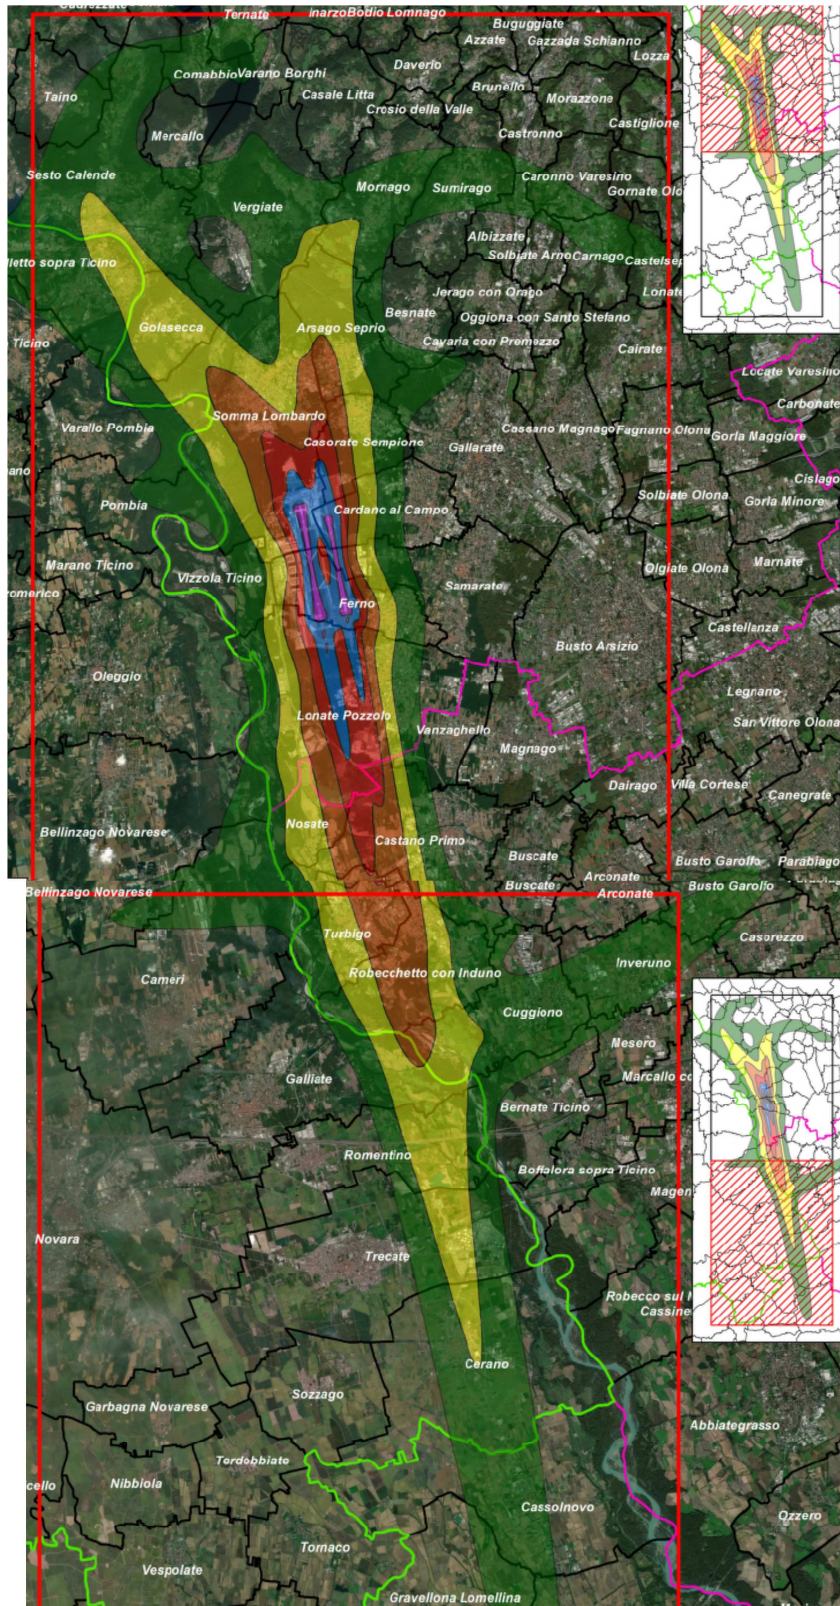 Ternate
Bodio Lomnago
Buguggiate
Azzate
Gazzada Schianno
Lozza
Comabbio
Varano Borghi
Daverio
Taino
Casale Litta
Brunello
Morazzone
Crosio della Valle
Castiglione
Mercallo
Castronno
Sesto Calende
Caronno Varesino
Mornago
Sumirago
Gornate Olo
Vergiate
Albizzate
Solbiate Arno
Carnago
Castelsep
lletto sopra Ticino
Jerago con Orago
Lonate
Golasecca
Arsago Seprio
Besnate
Oggiona con Santo Stefano
Ticino
Cavaria con Premezzo
Cairate
Locate Varesino
Carbonate
Somma Lombardo
Varallo Pombia
Casorate Sempione
Gallarate
Cassano Magnago
Fagnano Olona
Gorla Maggiore
Cislago
Solbiate Olona
Gorla Minore
Pombia
Cardano al Campo
Marano Ticino
Marnate
Olgiate Olona
Vizzola Ticino
Samarate
omerico
Ferno
Castellanza
Busto Arsizio
Oleggio
Legnano
Lonate Pozzolo
San Vittore Olona
Vanzaghello
Magnago
Dairago
Villa Cortese
Canegrate
Nosate
Bellinzago Novarese
Castano Primo
Buscate
Busto Garolfo
Parabiago
Arconate
Buscate
Busto Garolfo
Bellinzago Novarese
Arconate
Turbigo
Casorezzo
Inveruno
Cameri
Robecchetto con Induno
Cuggiono
Mesero
Galliate
Marcallo co
Bernate Ticino
Romentino
Boffalora sopra Ticino
Magen
Novara
Trecate
Robecco sul N
Cassine
Cerano
Sozzago
Garbagna Novarese
Abbiategrasso
Tordobbiate
Nibbiola
cello
Cassolnovo
Ozzero
Tornaco
Vespolate
Gravellona Lomellina